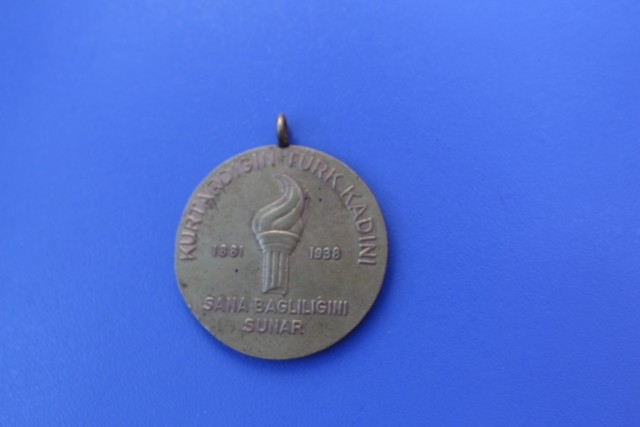 KURTARDIĞIN TÜRK KADINI
1881 1938
SANA BAĞLILIĞINI
SUNAR